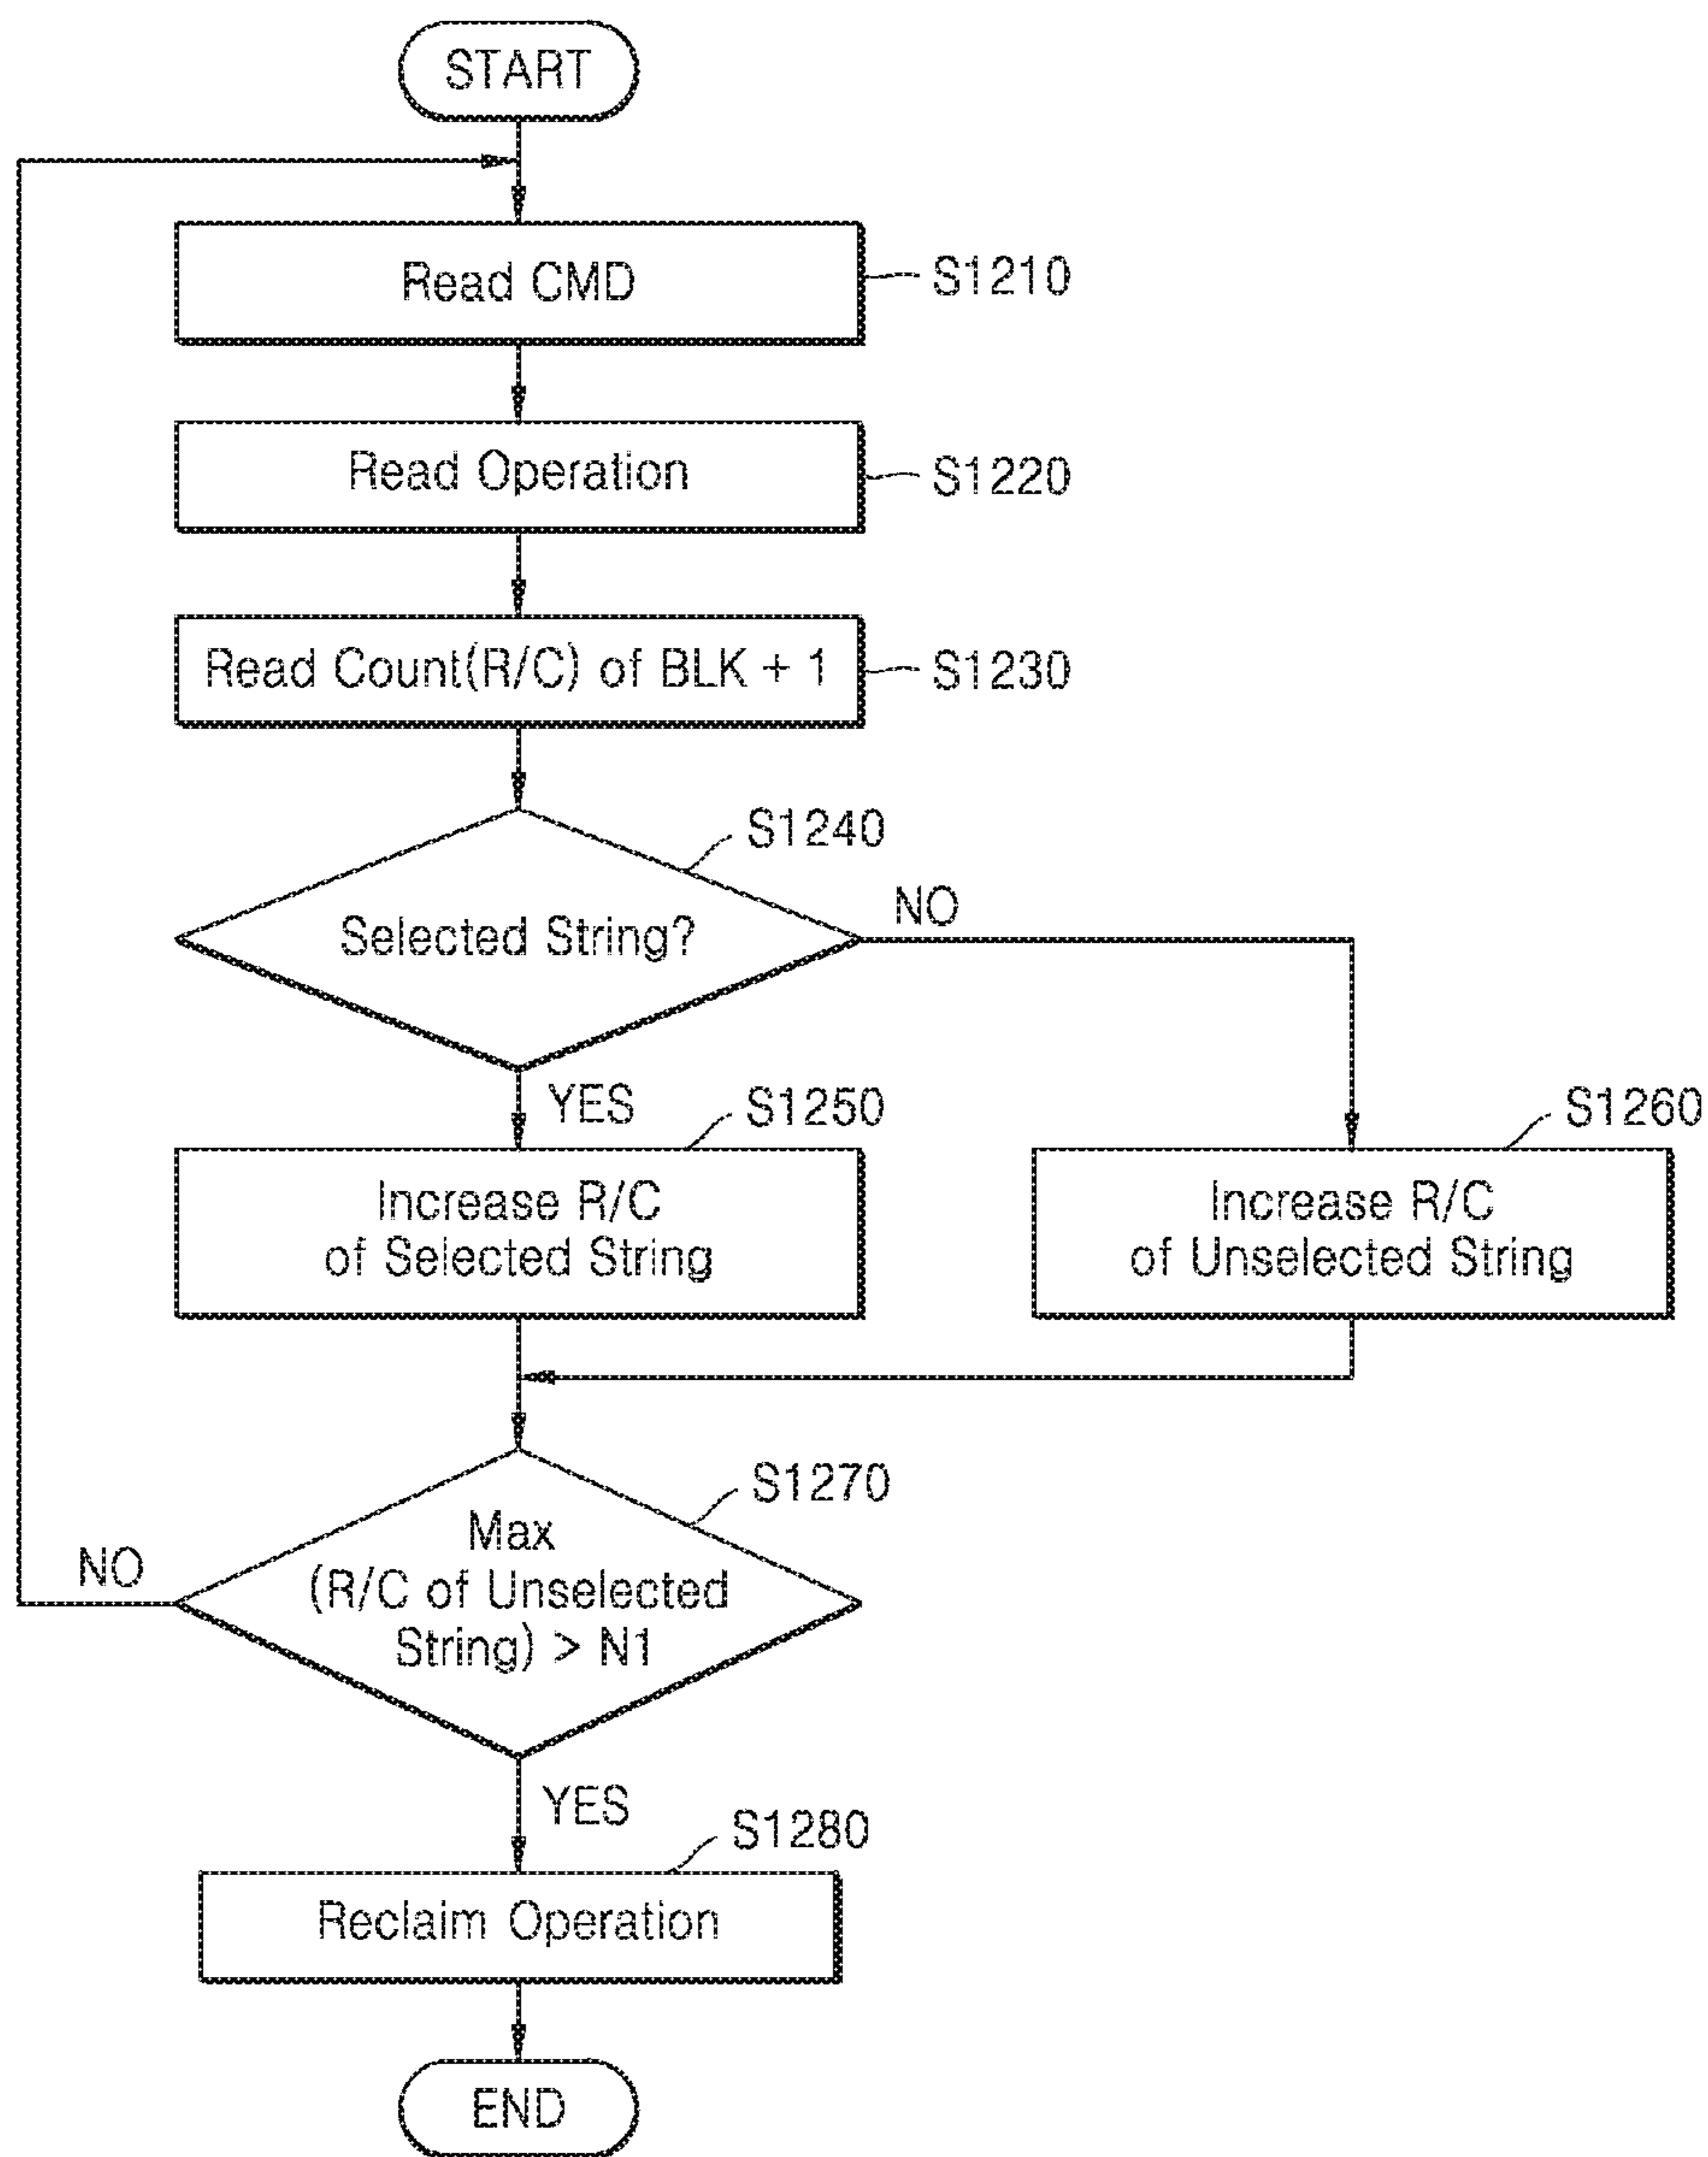 START
Read CMD
S1210
Read Operation
S1220
Read Count(R/C) of BLK + 1
S1230
S1240
Selected String?
NO
YES
S1250
S1260
Increase R/C
of Selected String
Increase R/C
of Unselected String
S1270
Max
(R/C of Unselected
String) > N1
NO
YES
S1280
Reclaim Operation
END